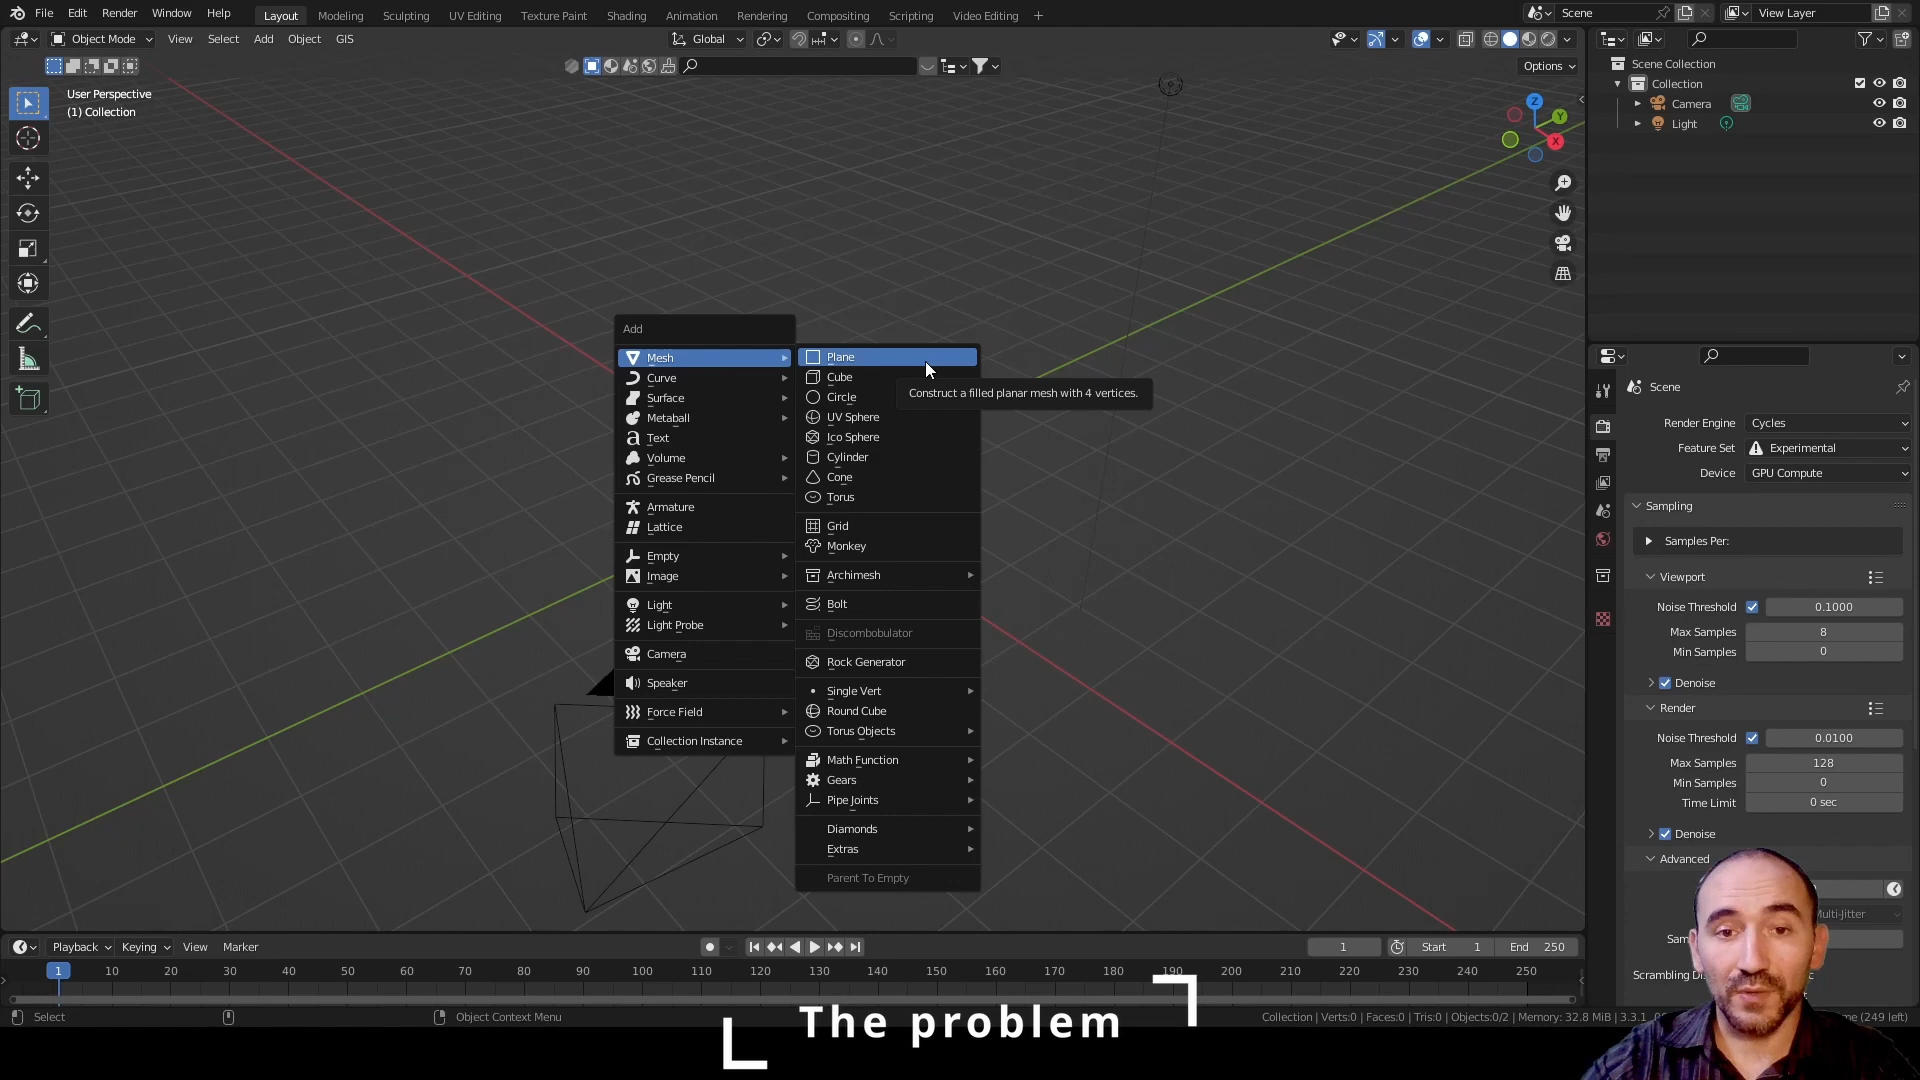 File Edit Render Window Help
Layout Modeling Sculpting UV Editing Texture Paint Shading Animation Rendering Compositing Scripting Video Editing +
Scene
View Layer
Object Mode View Select Add Object GIS
Global
Options
User Perspective
(1) Collection
Z
Y
X
Scene Collection
Collection
Camera
Light
Add
Mesh
Curve
Surface
Metaball
Text
Volume
Grease Pencil
Armature
Lattice
Empty
Image
Light
Light Probe
Camera
Speaker
Force Field
Collection Instance
Plane
Cube
Circle
UV Sphere
Ico Sphere
Cylinder
Cone
Torus
Grid
Monkey
Archimesh
Bolt
Discombobulator
Rock Generator
Single Vert
Round Cube
Torus Objects
Math Function
Gears
Pipe Joints
Diamonds
Extras
Parent To Empty
Construct a filled planar mesh with 4 vertices.
Scene
Render Engine Cycles
Feature Set Experimental
Device GPU Compute
Sampling
Samples Per:
Viewport
Noise Threshold 0.1000
Max Samples 8
Min Samples 0
Denoise
Render
Noise Threshold 0.0100
Max Samples 128
Min Samples 0
Time Limit 0 sec
Denoise
Advanced
Multi-Jitter
Sam
Scrambling Di
Playback Keying View Marker
1 Start 1 End 250
1 10 20 30 40 50 60 70 80 90 100 110 120 130 140 150 160 170 180 190 200 210 220 230 240 250
Select
Object Context Menu
Collection | Verts:0 | Faces:0 | Tris:0 | Objects:0/2 | Memory: 32.8 MiB | 3.3.1
(249 left)
The problem